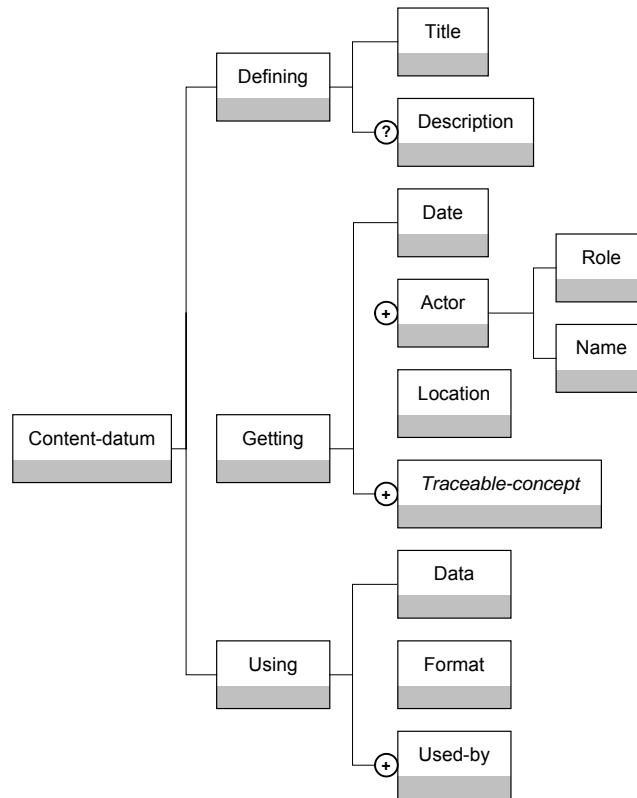 Title
Defining
?
Description
Date
Role
+
Actor
Name
Location
Content-datum
Getting
+
Traceable-concept
Data
Using
Format
+
Used-by